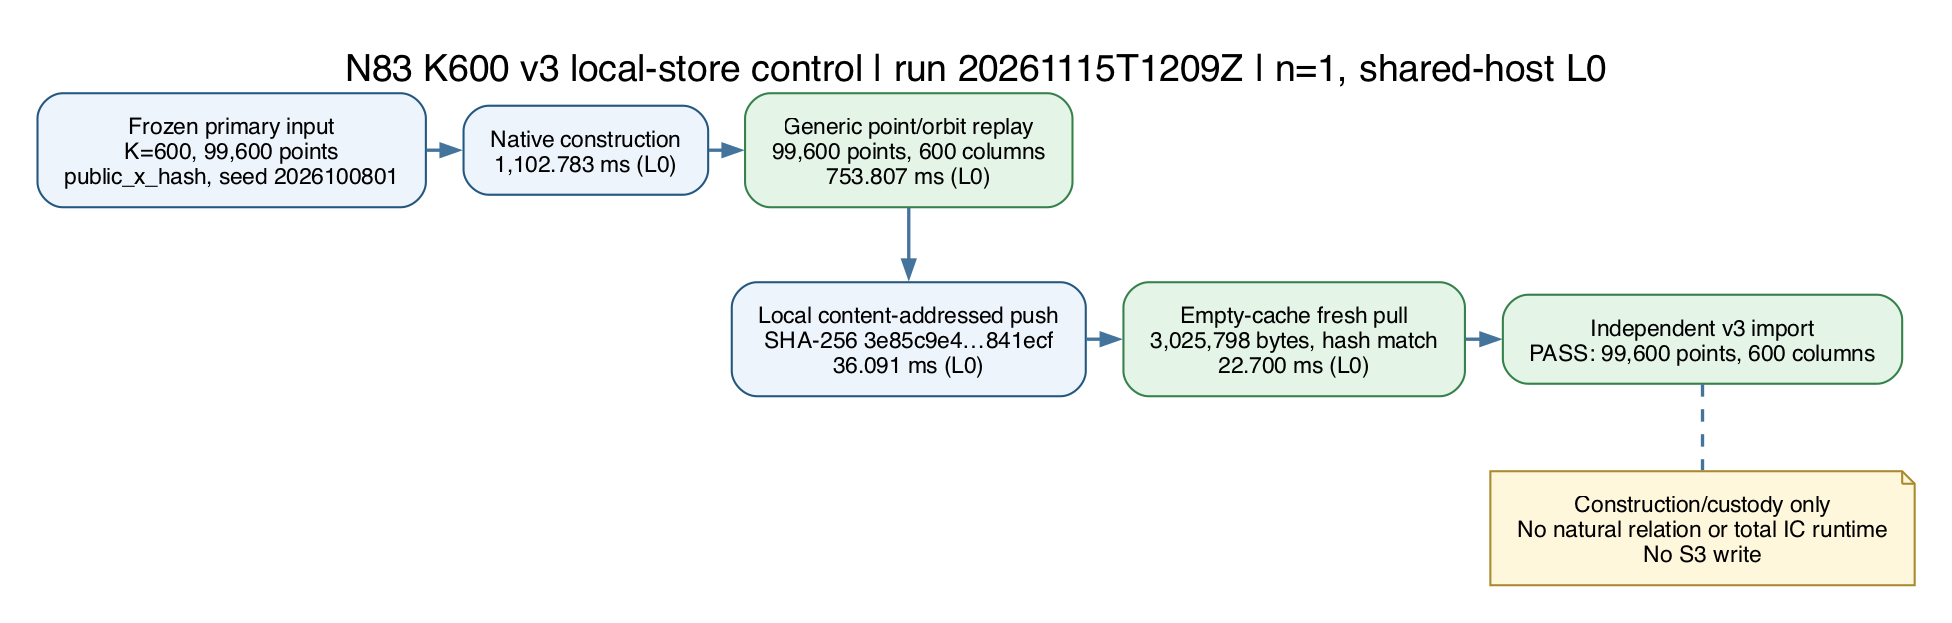 N83 K600 v3 local-store control | run 20261115T1209Z | n=1, shared-host L0
Frozen primary input
K=600, 99,600 points
public_x_hash, seed 2026100801
Native construction
1,102.783 ms (L0)
Generic point/orbit replay
99,600 points, 600 columns
753.807 ms (L0)
Local content-addressed push
SHA-256 3e85c9e4…841ecf
36.091 ms (L0)
Empty-cache fresh pull
3,025,798 bytes, hash match
22.700 ms (L0)
Independent v3 import
PASS: 99,600 points, 600 columns
Construction/custody only
No natural relation or total IC runtime
No S3 write